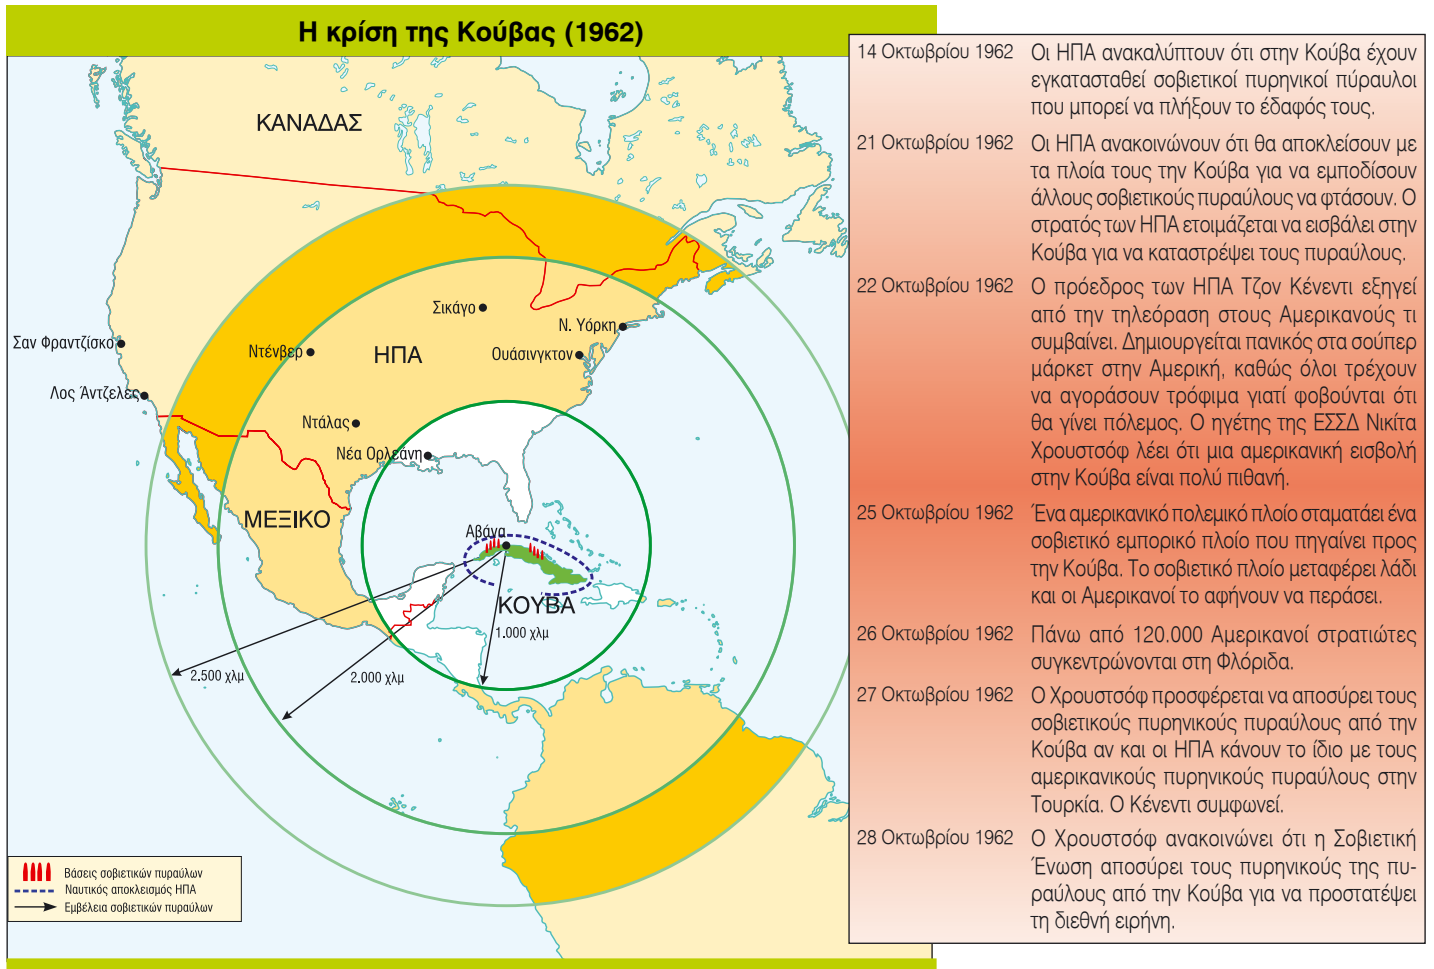 Η κρίση της Κούβας (1962)
ΚΑΝΑΔΑΣ
Σικάγο
Ν. Υόρκη
Σαν Φραντζίσκο
Ντένβερ
ΗΠΑ
Ουάσινγκτον
Λος Άντζελες
Ντάλας
Νέα Ορλεάνη
ΜΕΞΙΚΟ
Αβάνα
ΚΟΥΒΑ
1.000 χλμ
2.500 χλμ
2.000 χλμ
Βάσεις σοβιετικών πυραύλων
Ναυτικός αποκλεισμός ΗΠΑ
Εμβέλεια σοβιετικών πυραύλων
14 Οκτωβρίου 1962 Οι ΗΠΑ ανακαλύπτουν ότι στην Κούβα έχουν
εγκατασταθεί σοβιετικοί πυρηνικοί πύραυλοι
που μπορεί να πλήξουν το έδαφός τους.
21 Οκτωβρίου 1962 Οι ΗΠΑ ανακοινώνουν ότι θα αποκλείσουν με
τα πλοία τους την Κούβα για να εμποδίσουν
άλλους σοβιετικούς πυραύλους να φτάσουν. Ο
στρατός των ΗΠΑ ετοιμάζεται να εισβάλει στην
Κούβα για να καταστρέψει τους πυραύλους.
22 Οκτωβρίου 1962 Ο πρόεδρος των ΗΠΑ Τζον Κένεντι εξηγεί
από την τηλεόραση στους Αμερικανούς τι
συμβαίνει. Δημιουργείται πανικός στα σούπερ
μάρκετ στην Αμερική, καθώς όλοι τρέχουν
να αγοράσουν τρόφιμα γιατί φοβούνται ότι
θα γίνει πόλεμος. Ο ηγέτης της ΕΣΣΔ Νικίτα
Χρουστσόφ λέει ότι μια αμερικανική εισβολή
στην Κούβα είναι πολύ πιθανή.
25 Οκτωβρίου 1962 Ένα αμερικανικό πολεμικό πλοίο σταματάει ένα
σοβιετικό εμπορικό πλοίο που πηγαίνει προς
την Κούβα. Το σοβιετικό πλοίο μεταφέρει λάδι
και οι Αμερικανοί το αφήνουν να περάσει.
26 Οκτωβρίου 1962 Πάνω από 120.000 Αμερικανοί στρατιώτες
συγκεντρώνονται στη Φλόριδα.
27 Οκτωβρίου 1962 Ο Χρουστσόφ προσφέρεται να αποσύρει τους
σοβιετικούς πυρηνικούς πυραύλους από την
Κούβα αν και οι ΗΠΑ κάνουν το ίδιο με τους
αμερικανικούς πυρηνικούς πυραύλους στην
Τουρκία. Ο Κένεντι συμφωνεί.
28 Οκτωβρίου 1962 Ο Χρουστσόφ ανακοινώνει ότι η Σοβιετική
Ένωση αποσύρει τους πυρηνικούς της πυ-
ραύλους από την Κούβα για να προστατέψει
τη διεθνή ειρήνη.